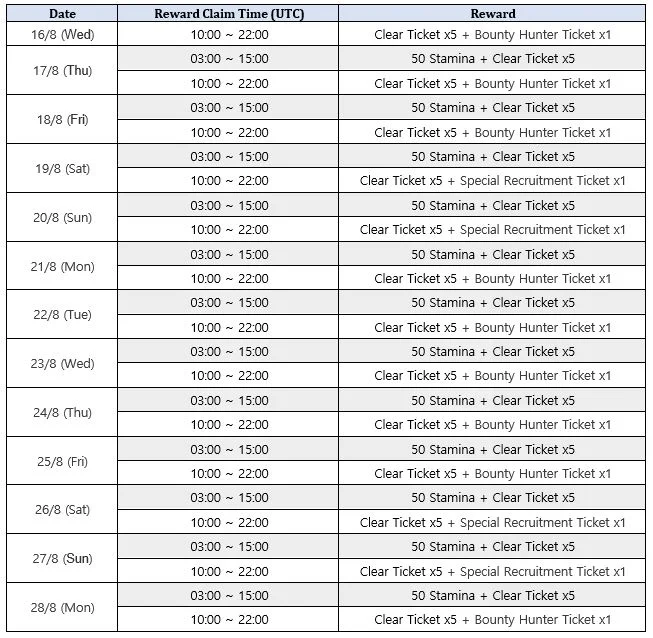 Date Reward Claim Time (UTC) Reward
16/8 (Wed) 10:00 ~ 22:00 Clear Ticket x5 + Bounty Hunter Ticket x1
17/8 (Thu) 03:00 ~ 15:00 50 Stamina + Clear Ticket x5
10:00 ~ 22:00 Clear Ticket x5 + Bounty Hunter Ticket x1
18/8 (Fri) 03:00 ~ 15:00 50 Stamina + Clear Ticket x5
10:00 ~ 22:00 Clear Ticket x5 + Bounty Hunter Ticket x1
19/8 (Sat) 03:00 ~ 15:00 50 Stamina + Clear Ticket x5
10:00 ~ 22:00 Clear Ticket x5 + Special Recruitment Ticket x1
20/8 (Sun) 03:00 ~ 15:00 50 Stamina + Clear Ticket x5
10:00 ~ 22:00 Clear Ticket x5 + Special Recruitment Ticket x1
21/8 (Mon) 03:00 ~ 15:00 50 Stamina + Clear Ticket x5
10:00 ~ 22:00 Clear Ticket x5 + Bounty Hunter Ticket x1
22/8 (Tue) 03:00 ~ 15:00 50 Stamina + Clear Ticket x5
10:00 ~ 22:00 Clear Ticket x5 + Bounty Hunter Ticket x1
23/8 (Wed) 03:00 ~ 15:00 50 Stamina + Clear Ticket x5
10:00 ~ 22:00 Clear Ticket x5 + Bounty Hunter Ticket x1
24/8 (Thu) 03:00 ~ 15:00 50 Stamina + Clear Ticket x5
10:00 ~ 22:00 Clear Ticket x5 + Bounty Hunter Ticket x1
25/8 (Fri) 03:00 ~ 15:00 50 Stamina + Clear Ticket x5
10:00 ~ 22:00 Clear Ticket x5 + Bounty Hunter Ticket x1
26/8 (Sat) 03:00 ~ 15:00 50 Stamina + Clear Ticket x5
10:00 ~ 22:00 Clear Ticket x5 + Special Recruitment Ticket x1
27/8 (Sun) 03:00 ~ 15:00 50 Stamina + Clear Ticket x5
10:00 ~ 22:00 Clear Ticket x5 + Special Recruitment Ticket x1
28/8 (Mon) 03:00 ~ 15:00 50 Stamina + Clear Ticket x5
10:00 ~ 22:00 Clear Ticket x5 + Bounty Hunter Ticket x1